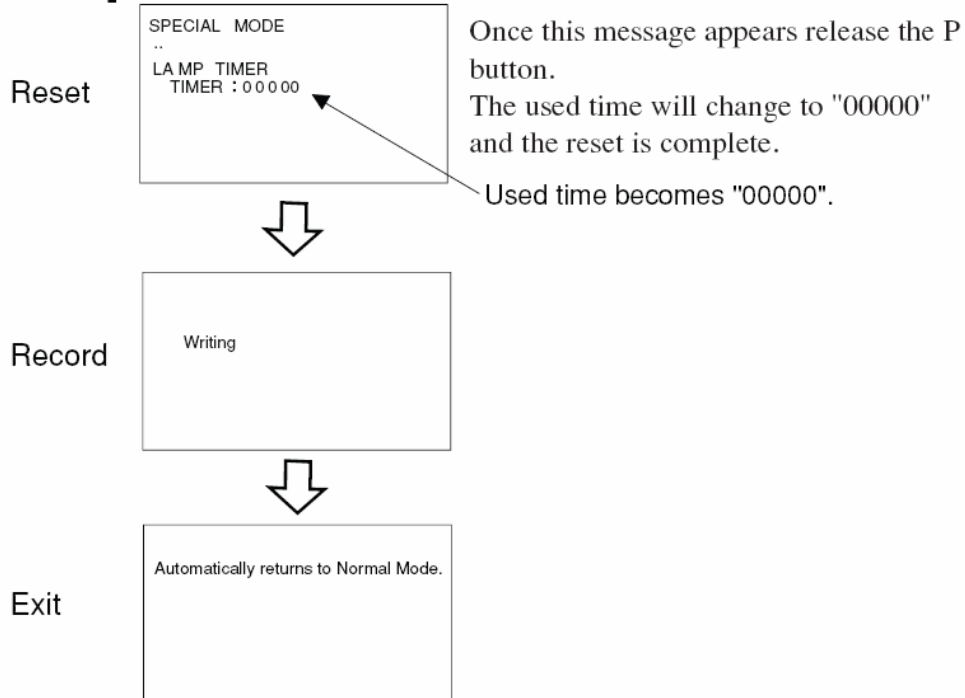 SPECIAL MODE
..
LA MP TIMER
TIMER : 0 0 0 0 0
Reset
Once this message appears release the P
button.
The used time will change to "00000"
and the reset is complete.
Used time becomes "00000".
Record
Writing
Automatically returns to Normal Mode.
Exit